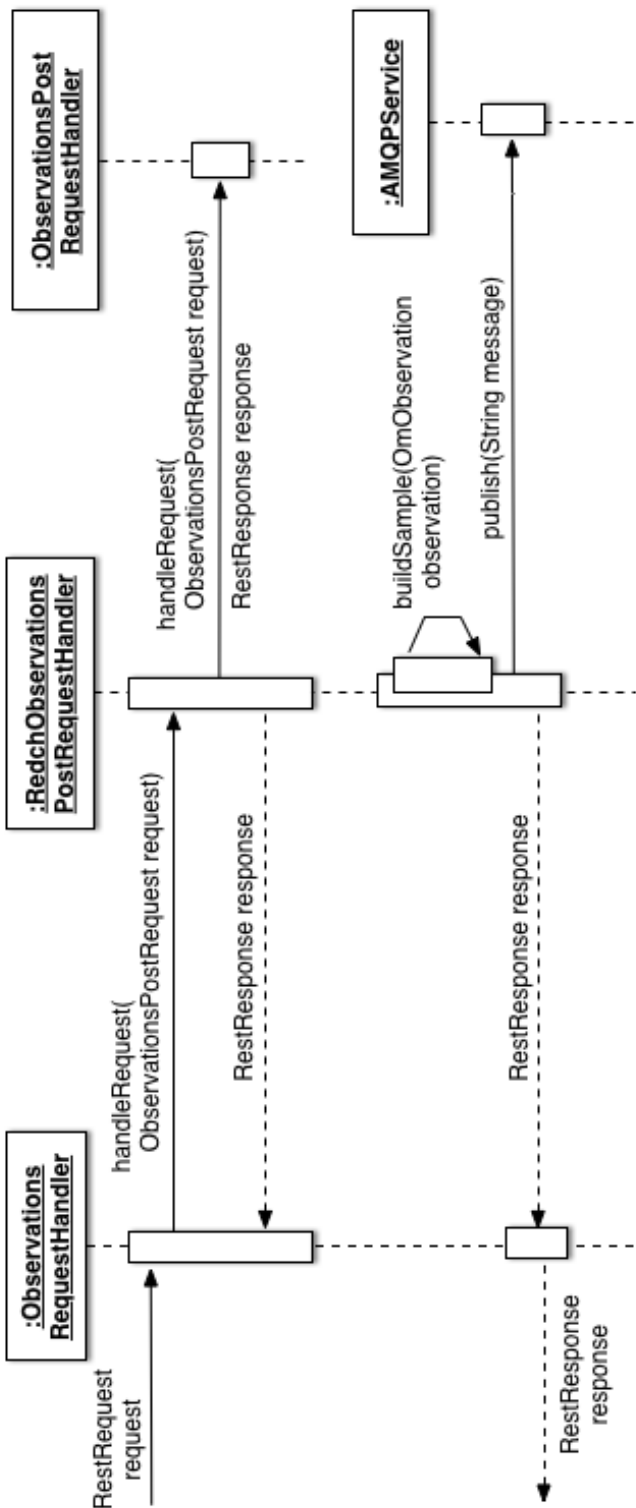 :Observations
RequestHandler
:RedchObservations
PostRequestHandler
:ObservationsPost
RequestHandler
RestRequest
request
handleRequest(
ObservationsPostRequest request)
handleRequest(
ObservationsPostRequest request)
RestResponse response
RestResponse response
:AMQPService
buildSample(OmObservation
observation)
publish(String message)
RestResponse response
RestResponse
response